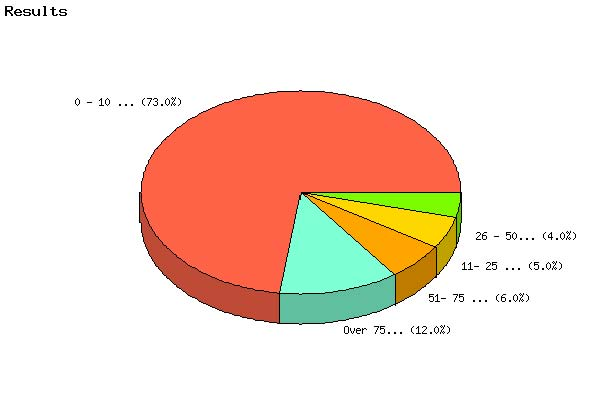 Results
0 - 10 ... (73.0%)
26 - 50... (4.0%)
11- 25 ... (5.0%)
51- 75 ... (6.0%)
Over 75... (12.0%)